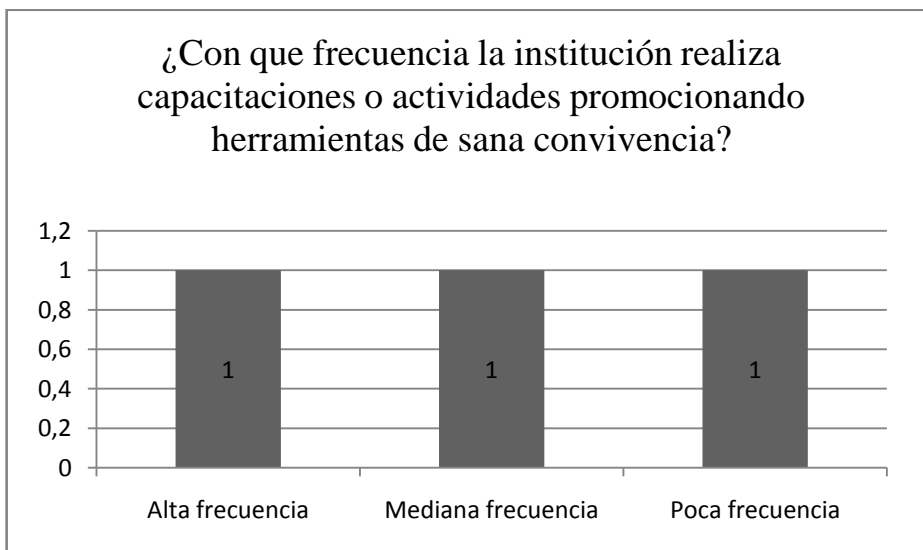 ¿Con que frecuencia la institución realiza
capacitaciones o actividades promocionando
herramientas de sana convivencia?
1,2
1
0,8
0,6
0,4
0,2
0
1 1 1
Alta frecuencia Mediana frecuencia Poca frecuencia